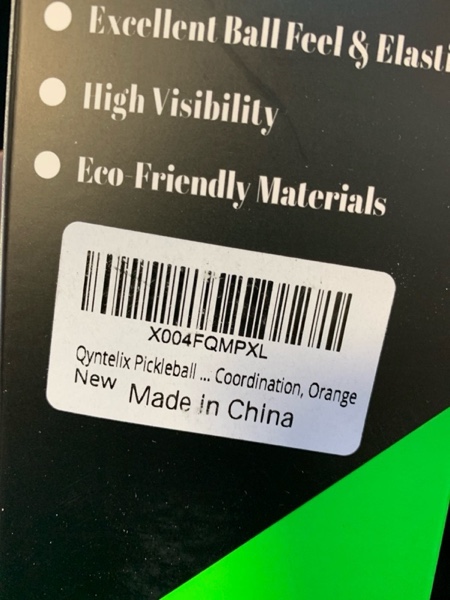 Excellent Ball Feel & Elasti
High Visibility
Eco-Friendly Materials
X004FQMPXL
Qyntelix Pickleball ... Coordination, Orange
New Made in China